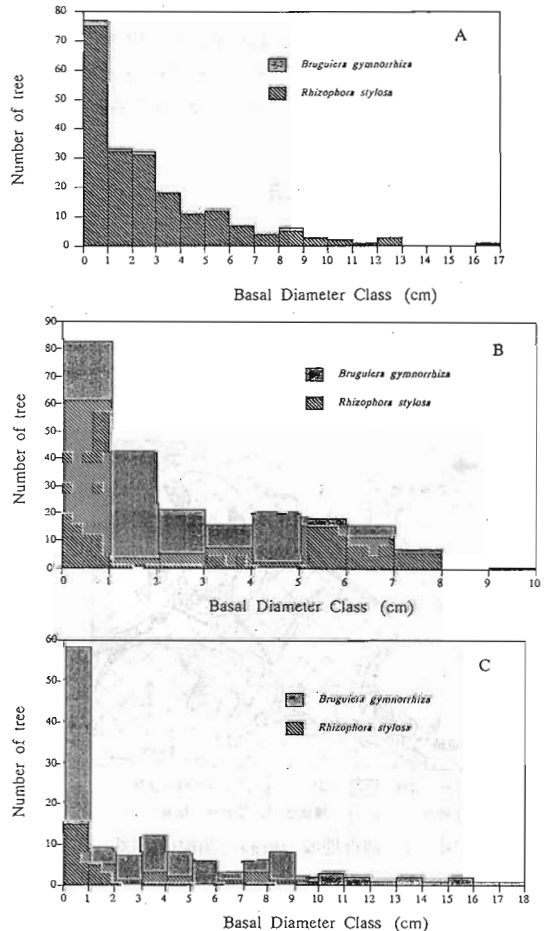 A
Number of tree
80
70
60
50
40
30
20
10
0
Bruguiera gymnorrhiza
Rhizophora stylosa
0 1 2 3 4 5 6 7 8 9 10 11 12 13 14 15 16 17
Basal Diameter Class (cm)
B
Number of tree
90
80
70
60
50
40
30
20
10
0
Bruguiera gymnorrhiza
Rhizophora stylosa
0 1 2 3 4 5 6 7 8 9 10
Basal Diameter Class (cm)
C
Number of tree
60
50
40
30
20
10
0
Bruguiera gymnorrhiza
Rhizophora stylosa
0 1 2 3 4 5 6 7 8 9 10 11 12 13 14 15 16 17 18
Basal Diameter Class (cm)